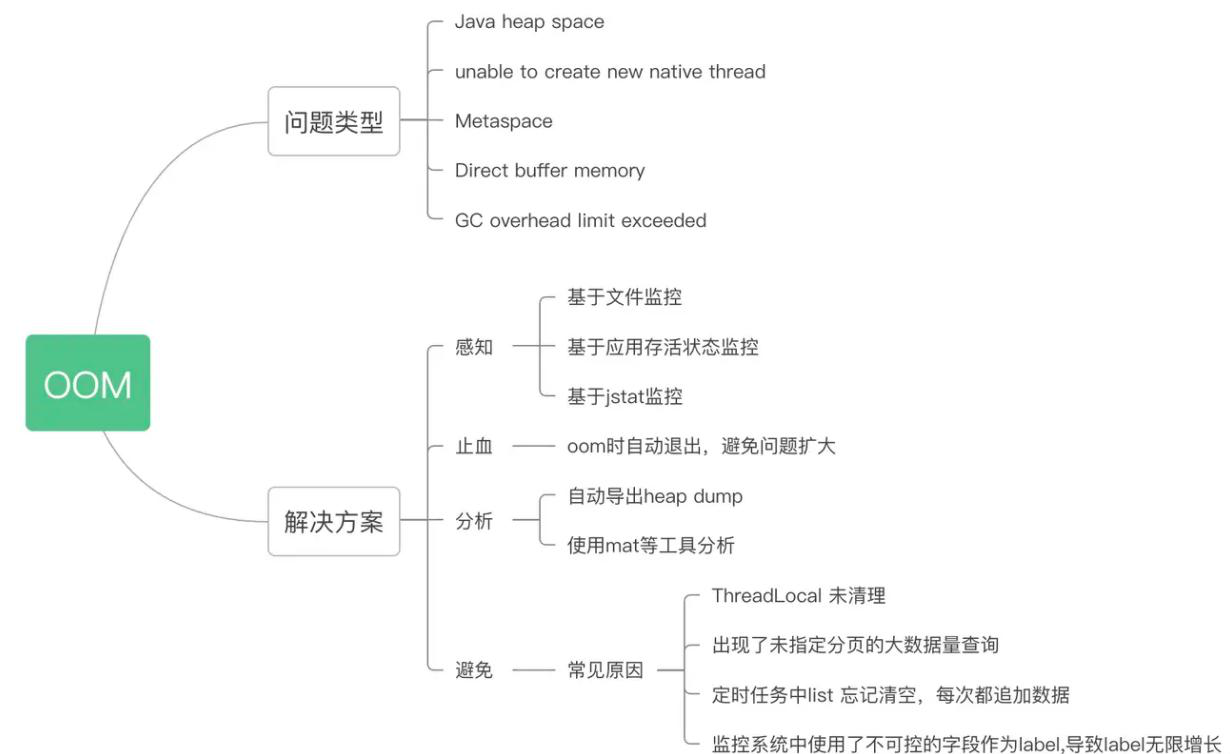 OOM
问题类型
Java heap space
unable to create new native thread
Metaspace
Direct buffer memory
GC overhead limit exceeded
解决方案
感知
基于文件监控
基于应用存活状态监控
基于jstat监控
止血
oom时自动退出，避免问题扩大
分析
自动导出heap dump
使用mat等工具分析
避免
常见原因
ThreadLocal 未清理
出现了未指定分页的大数据量查询
定时任务中list 忘记清空，每次都追加数据
监控系统中使用了不可控的字段作为label,导致label无限增长